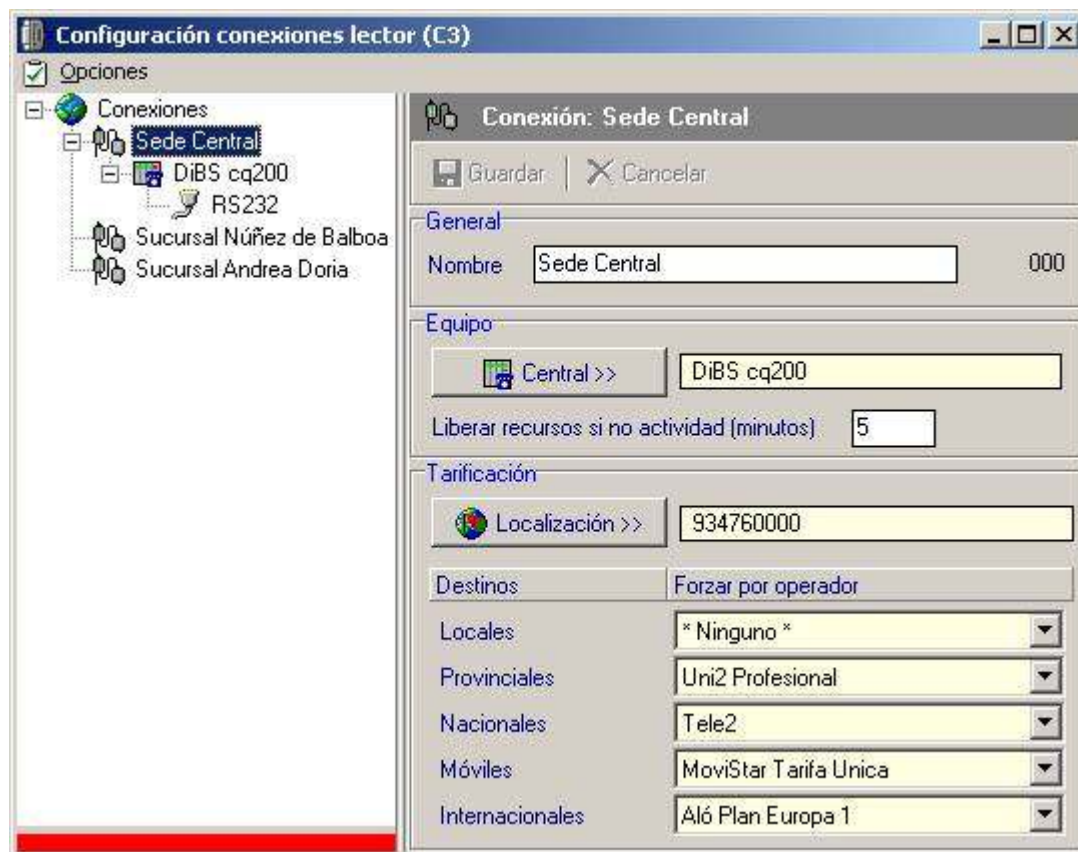 Configuración conexiones lector (C3)
Opciones
Conexiones
Sede Central
DiBS cq200
RS232
Sucursal Núñez de Balboa
Sucursal Andrea Doria
Conexión: Sede Central
Guardar
Cancelar
General
Nombre Sede Central 000
Equipo
Central >> DiBS cq200
Liberar recursos si no actividad (minutos) 5
Tarificación
Localización >> 934760000
Destinos Forzar por operador
Locales * Ninguno *
Provinciales Uni2 Profesional
Nacionales Tele2
Móviles MoviStar Tarifa Unica
Internacionales Aló Plan Europa 1